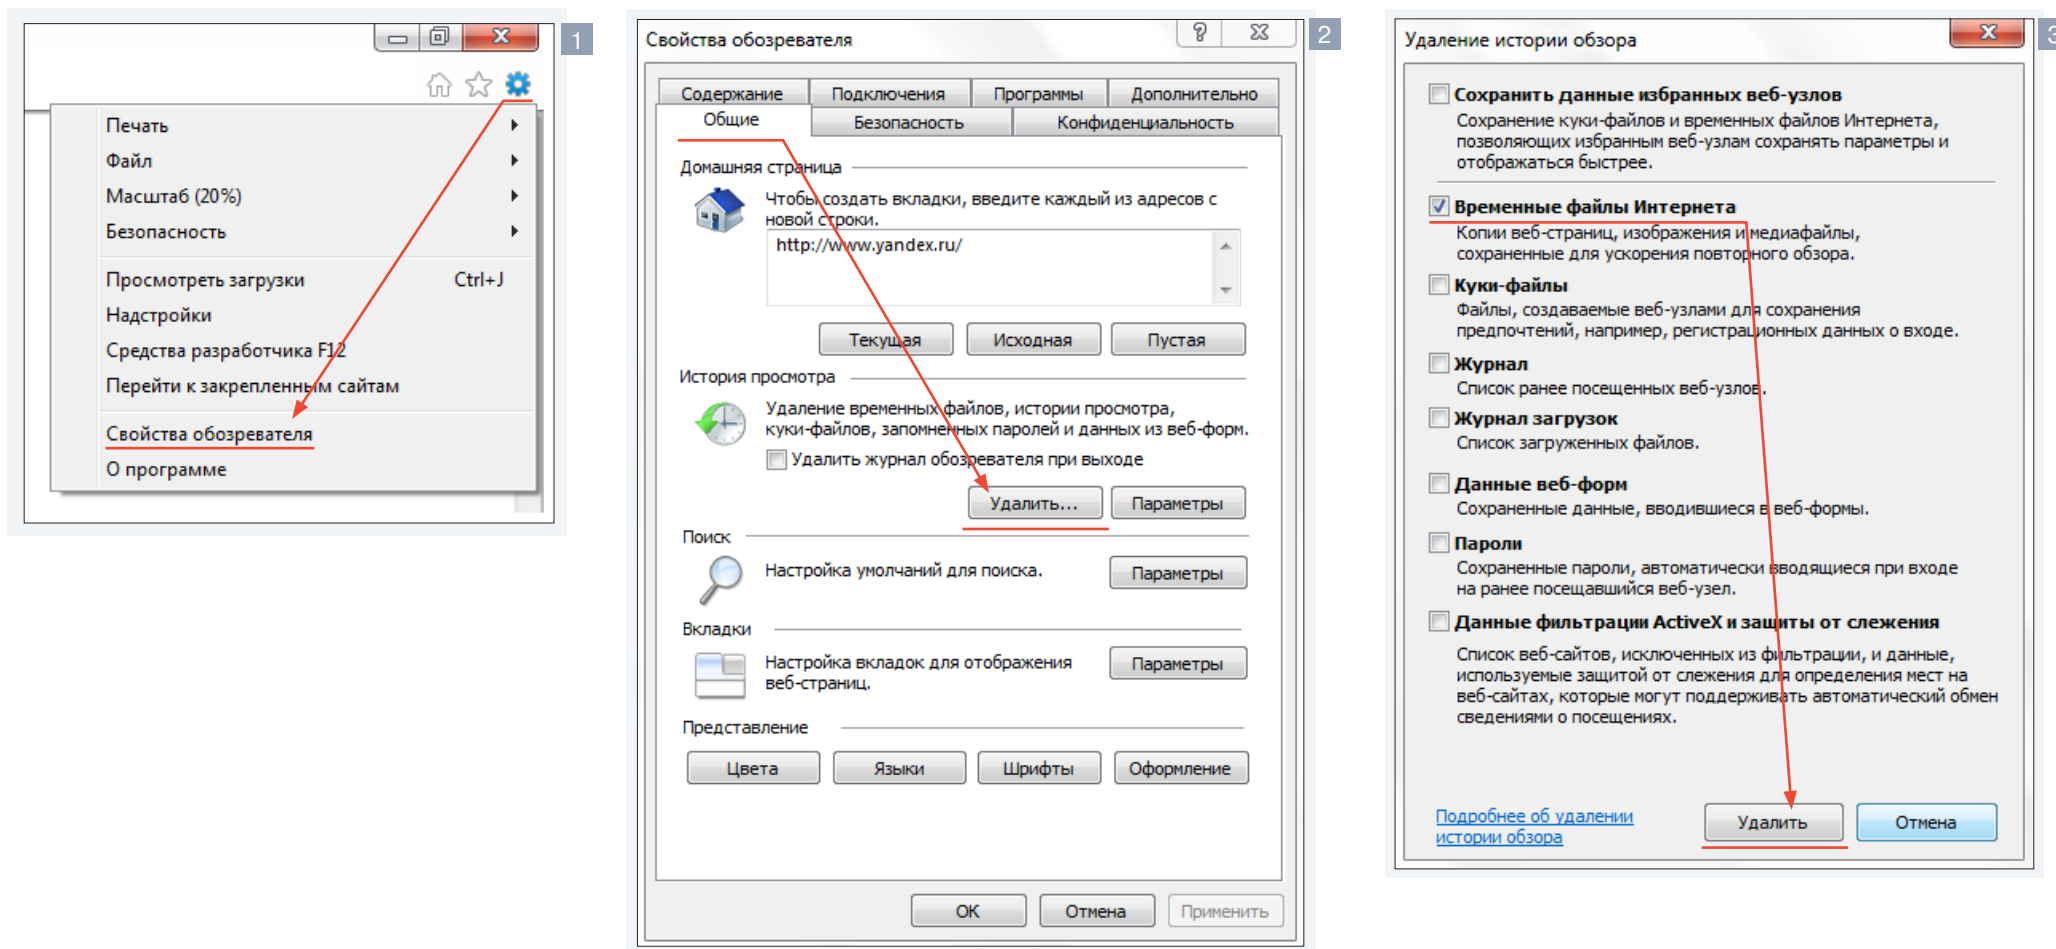 1
Печать
Файл
Масштаб (20%)
Безопасность
Просмотреть загрузки Ctrl+J
Надстройки
Средства разработчика F12
Перейти к закрепленным сайтам
Свойства обозревателя
О программе
2
Свойства обозревателя
Содержание Подключения Программы Дополнительно
Общие Безопасность Конфиденциальность
Домашняя страница
Чтобы создать вкладки, введите каждый из адресов с
новой строки.
http://www.yandex.ru/
Текущая Исходная Пустая
История просмотра
Удаление временных файлов, истории просмотра,
куки-файлов, запомненных паролей и данных из веб-форм.
Удалить журнал обозревателя при выходе
Удалить... Параметры
Поиск
Настройка умолчаний для поиска. Параметры
Вкладки
Настройка вкладок для отображения
веб-страниц.
Параметры
Представление
Цвета Языки Шрифты Оформление
ОК Отмена Применить
3
Удаление истории обзора
Сохранить данные избранных веб-узлов
Сохранение куки-файлов и временных файлов Интернета,
позволяющих избранным веб-узлам сохранять параметры и
отображаться быстрее.
Временные файлы Интернета
Копии веб-страниц, изображения и медиафайлы,
сохраненные для ускорения повторного обзора.
Куки-файлы
Файлы, создаваемые веб-узлами для сохранения
предпочтений, например, регистрационных данных о входе.
Журнал
Список ранее посещенных веб-узлов.
Журнал загрузок
Список загруженных файлов.
Данные веб-форм
Сохраненные данные, вводившиеся в веб-формы.
Пароли
Сохраненные пароли, автоматически вводящиеся при входе
на ранее посещавшийся веб-узел.
Данные фильтрации ActiveX и защиты от слежения
Список веб-сайтов, исключенных из фильтрации, и данные,
используемые защитой от слежения для определения мест на
веб-сайтах, которые могут поддерживать автоматический обмен
сведениями о посещениях.
Подробнее об удалении
истории обзора
Удалить Отмена